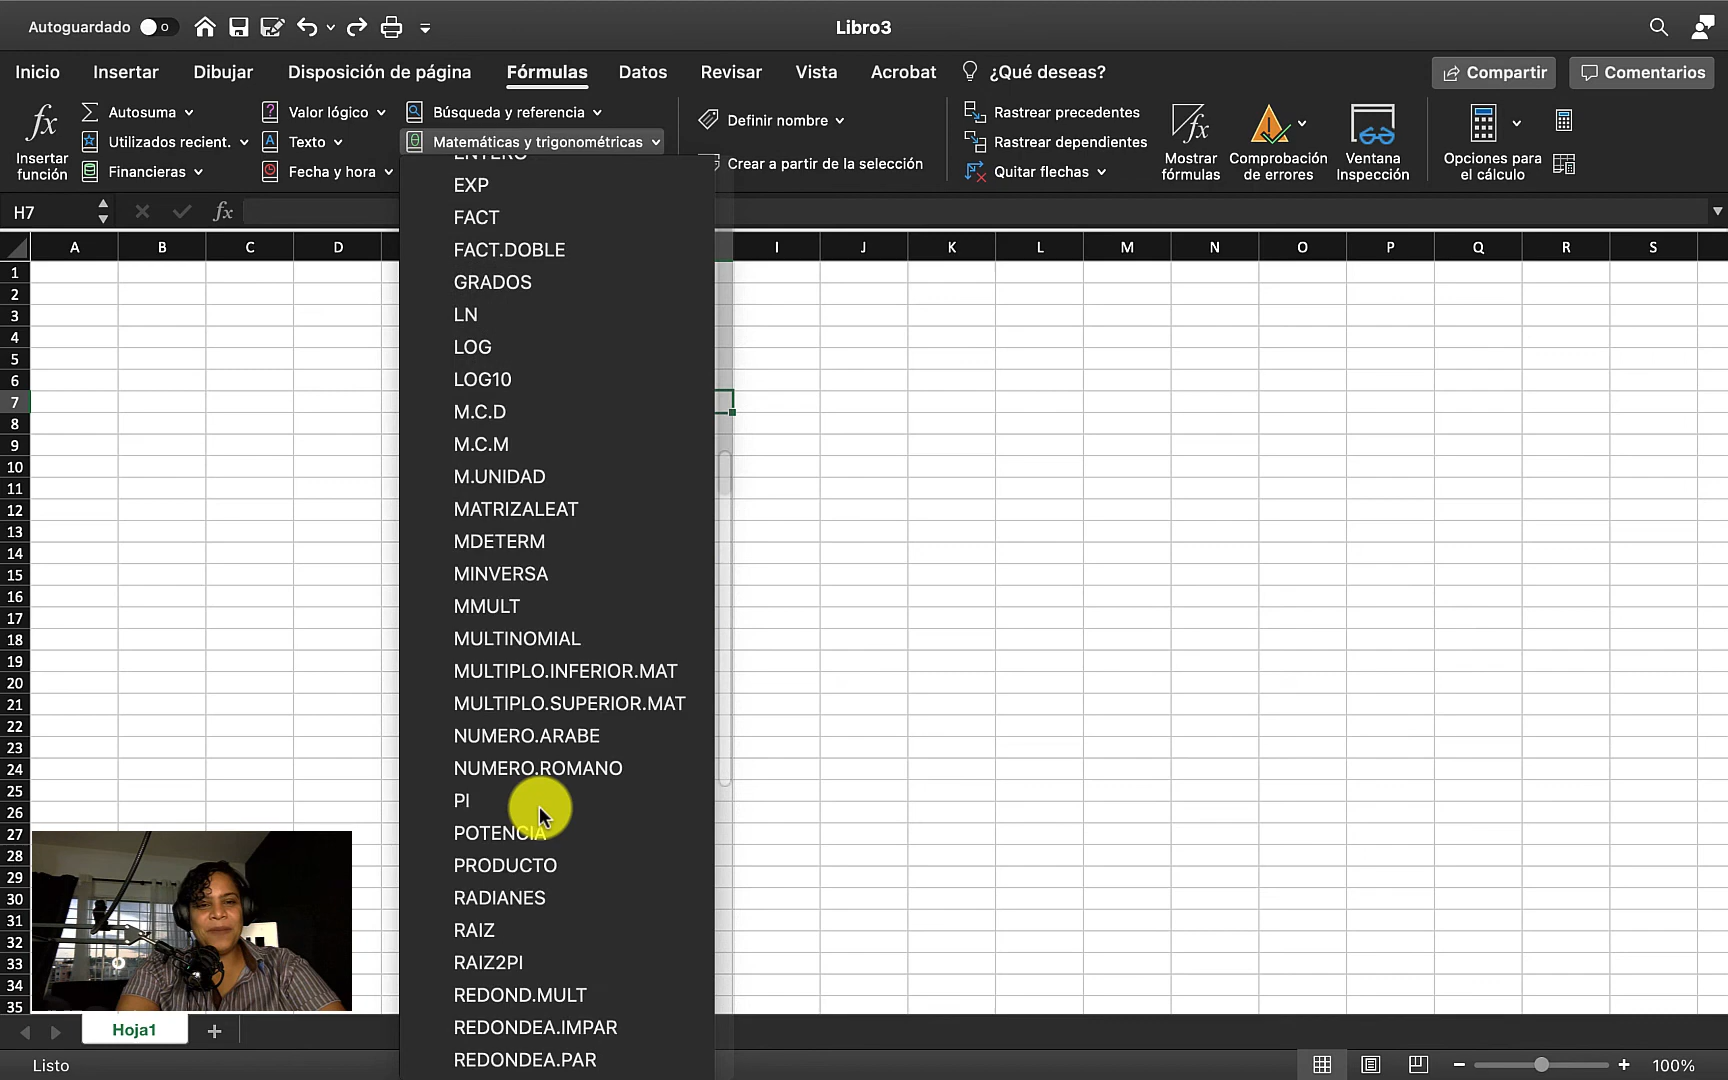 Autoguardado
Libro3
Inicio Insertar Dibujar Disposición de página Fórmulas Datos Revisar Vista Acrobat ¿Qué deseas? Compartir Comentarios
fx Insertar función
Autosuma
Utilizados recient.
Financieras
Valor lógico
Texto
Fecha y hora
Búsqueda y referencia
Matemáticas y trigonométricas
Definir nombre
Crear a partir de la selección
Rastrear precedentes
Rastrear dependientes
Quitar flechas
fx Mostrar fórmulas
Comprobación de errores
Ventana Inspección
Opciones para el cálculo
H7 fx
A B C D I J K L M N O P Q R S
1
2
3
4
5
6
7
8
9
10
11
12
13
14
15
16
17
18
19
20
21
22
23
24
25
26
27
28
29
30
31
32
33
34
35
ENTERO
EXP
FACT
FACT.DOBLE
GRADOS
LN
LOG
LOG10
M.C.D
M.C.M
M.UNIDAD
MATRIZALEAT
MDETERM
MINVERSA
MMULT
MULTINOMIAL
MULTIPLO.INFERIOR.MAT
MULTIPLO.SUPERIOR.MAT
NUMERO.ARABE
NUMERO.ROMANO
PI
POTENCIA
PRODUCTO
RADIANES
RAIZ
RAIZ2PI
REDOND.MULT
REDONDEA.IMPAR
REDONDEA.PAR
Hoja1
Listo
100%